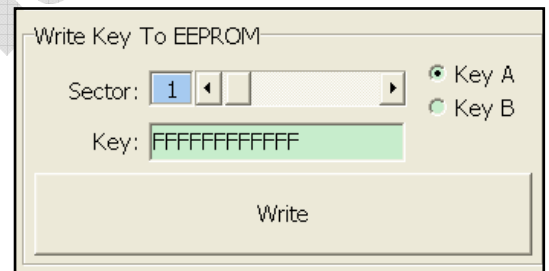 Write Key To EEPROM
Sector: 1 Key A
Key B
Key: FFFFFFFFFFFF
Write